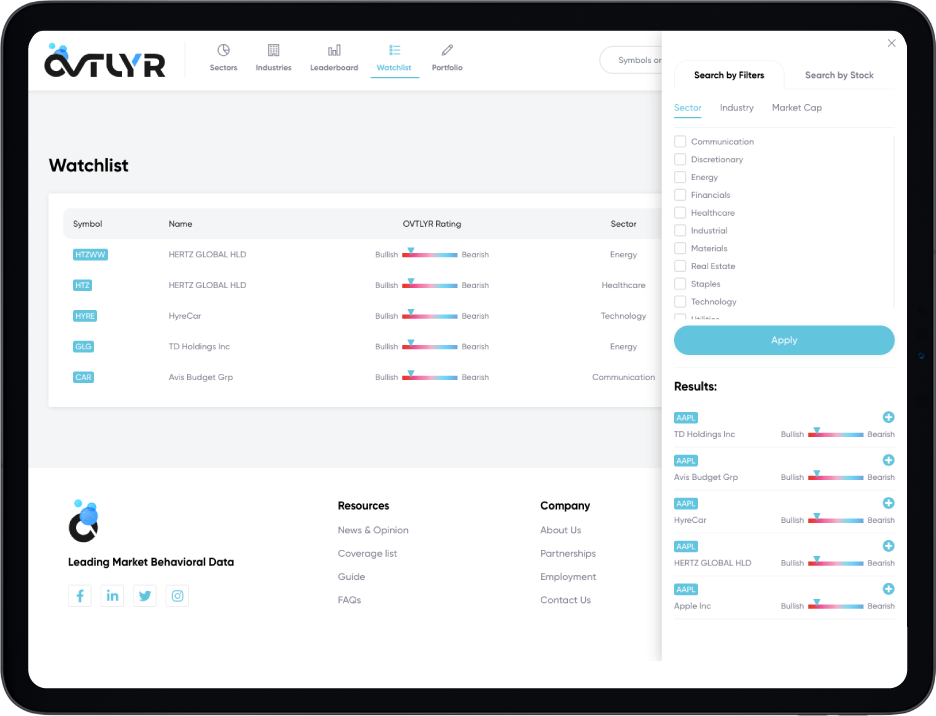 OVTLYR
Sectors
Industries
Leaderboard
Watchlist
Portfolio
Symbols or
Watchlist
Symbol Name OVTLYR Rating Sector
HTZWW HERTZ GLOBAL HLD Bullish Bearish Energy
HTZ HERTZ GLOBAL HLD Bullish Bearish Healthcare
HYRE HyreCar Bullish Bearish Technology
GLG TD Holdings Inc Bullish Bearish Energy
CAR Avis Budget Grp Bullish Bearish Communication
Search by Filters Search by Stock
Sector Industry Market Cap
Communication
Discretionary
Energy
Financials
Healthcare
Industrial
Materials
Real Estate
Staples
Technology
Utilities
Apply
Results:
AAPL
TD Holdings Inc Bullish Bearish
AAPL
Avis Budget Grp Bullish Bearish
AAPL
HyreCar Bullish Bearish
AAPL
HERTZ GLOBAL HLD Bullish Bearish
AAPL
Apple Inc Bullish Bearish
Leading Market Behavioral Data
Resources
News & Opinion
Coverage list
Guide
FAQs
Company
About Us
Partnerships
Employment
Contact Us